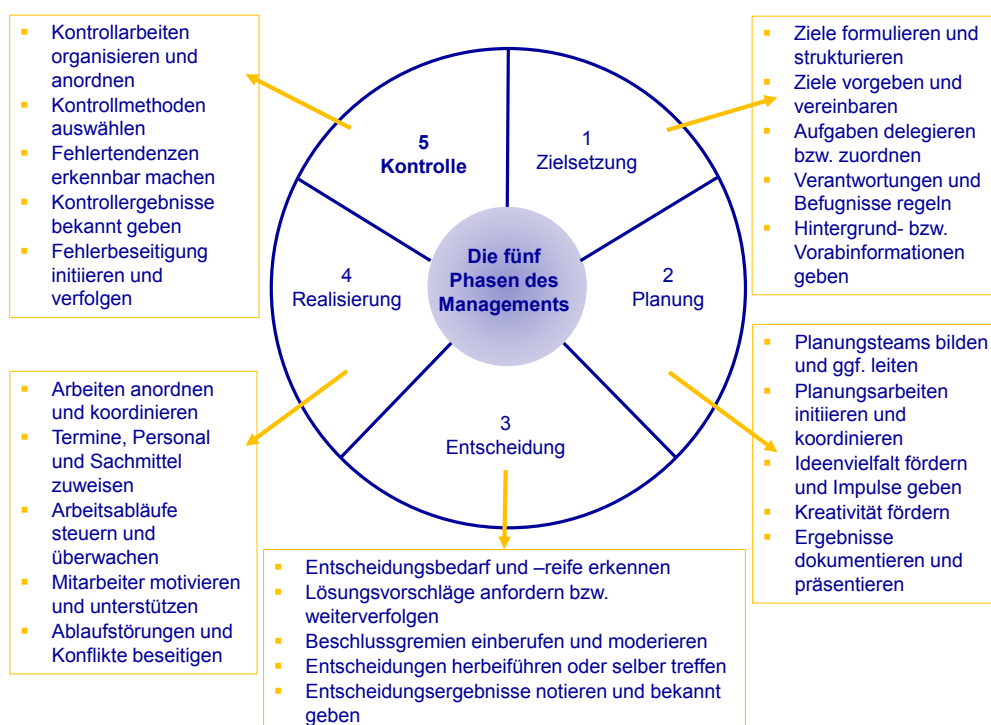 Kontrollarbeiten
organisieren und
anordnen
Kontrollmethoden
auswählen
Fehlertendenzen
erkennbar machen
Kontrollergebnisse
bekannt geben
Fehlerbeseitigung
initiieren und
verfolgen
5
Kontrolle
1
Zielsetzung
Ziele formulieren und
strukturieren
Ziele vorgeben und
vereinbaren
Aufgaben delegieren
bzw. zuordnen
Verantwortungen und
Befugnisse regeln
Hintergrund- bzw.
Vorabinformationen
geben
4
Realisierung
Die fünf
Phasen des
Managements
2
Planung
Arbeiten anordnen
und koordinieren
Termine, Personal
und Sachmittel
zuweisen
Arbeitsabläufe
steuern und
überwachen
Mitarbeiter motivieren
und unterstützen
Ablaufstörungen und
Konflikte beseitigen
3
Entscheidung
Planungsteams bilden
und ggf. leiten
Planungsarbeiten
initiieren und
koordinieren
Ideenvielfalt fördern
und Impulse geben
Kreativität fördern
Ergebnisse
dokumentieren und
präsentieren
Entscheidungsbedarf und –reife erkennen
Lösungsvorschläge anfordern bzw.
weiterverfolgen
Beschlussgremien einberufen und moderieren
Entscheidungen herbeiführen oder selber treffen
Entscheidungsergebnisse notieren und bekannt
geben